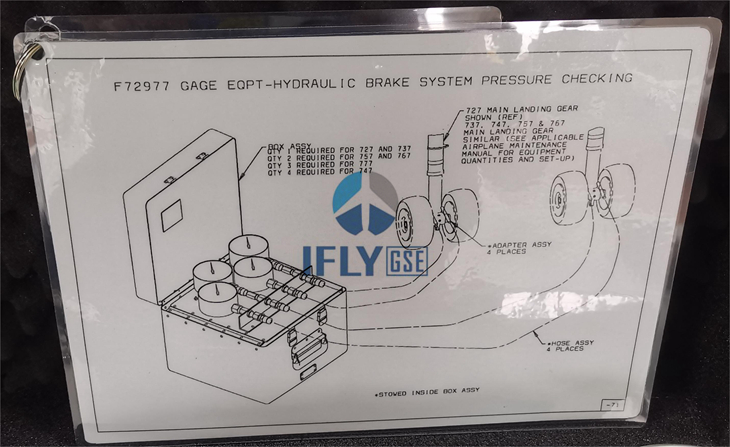 F72977 GAGE EQPT-HYDRAULIC BRAKE SYSTEM PRESSURE CHECKING
727 MAIN LANDING GEAR
SHOWN (REF)
737, 747, 757 & 767
MAIN LANDING GEAR
SIMILAR (SEE APPLICABLE
AIRPLANE MAINTENANCE
MANUAL FOR EQUIPMENT
QUANTITIES AND SET-UP)
BOX ASSY
QTY 1 REQUIRED FOR 727 AND 737
QTY 2 REQUIRED FOR 757 AND 767
QTY 3 REQUIRED FOR 777
QTY 4 REQUIRED FOR 747
IFLY GSE
*ADAPTER ASSY
4 PLACES
*HOSE ASSY
4 PLACES
*STOWED INSIDE BOX ASSY